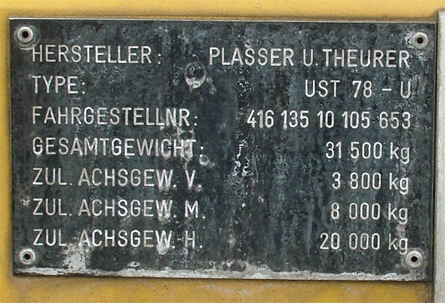 HERSTELLER: PLASSER U. THEURER
TYPE: UST 78 - U
FAHRGESTELLNR: 416 135 10 105 653
GESAMTGEWICHT: 31 500 kg
ZUL. ACHSGEW. V. 3 800 kg
ZUL. ACHSGEW. M. 8 000 kg
ZUL. ACHSGEW. H. 20 000 kg